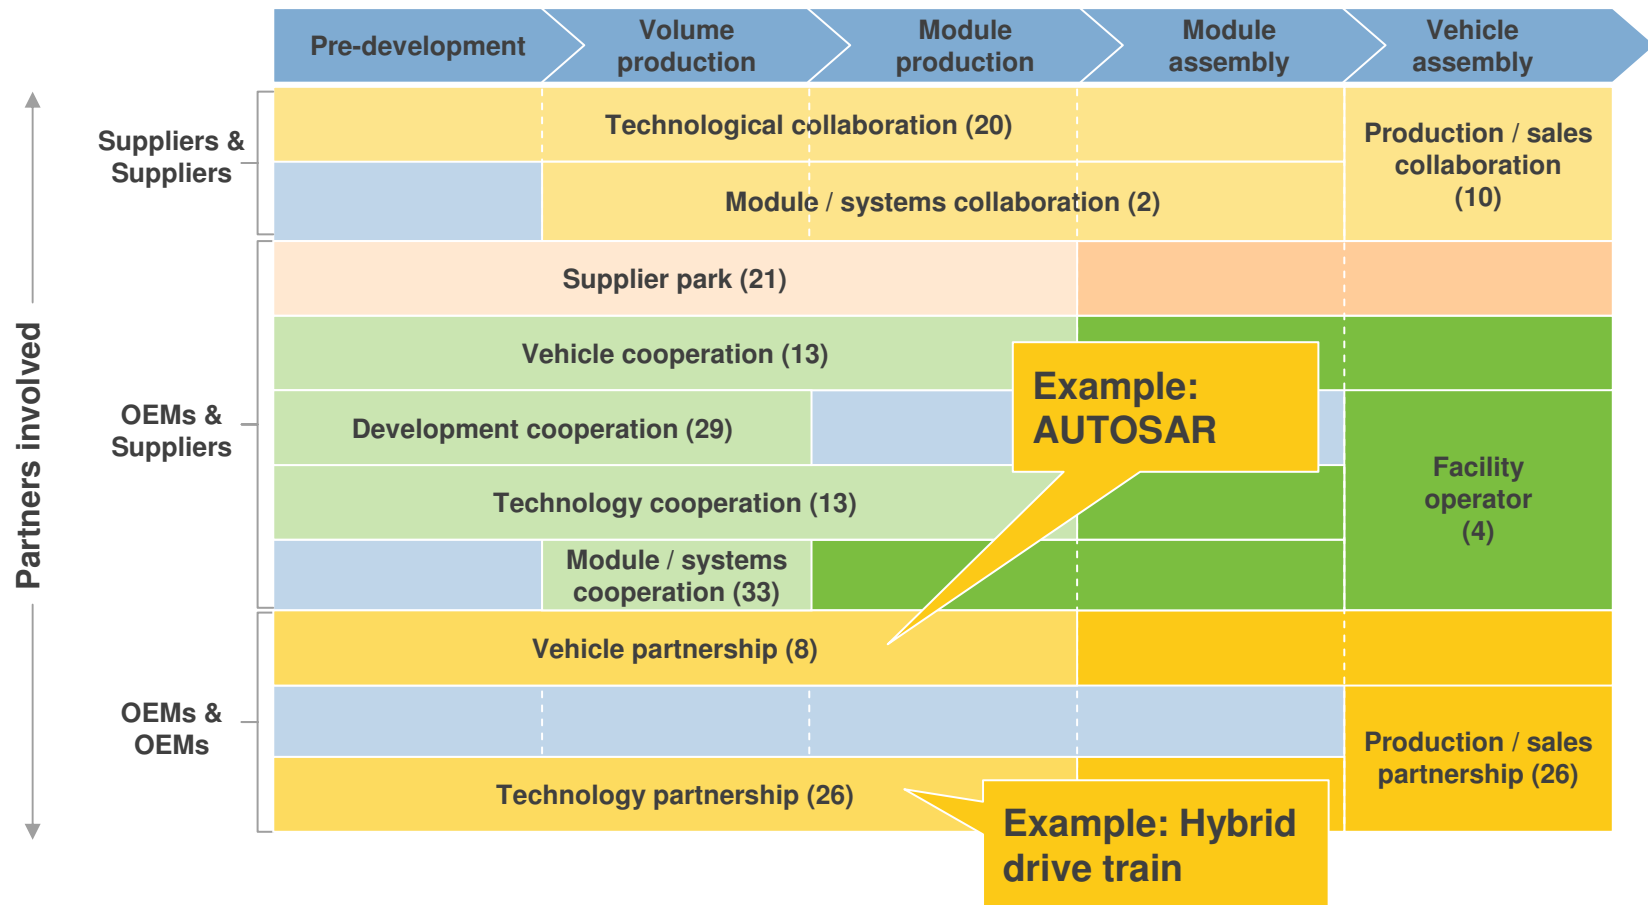 Pre-development
Volume
production
Module
production
Module
assembly
Vehicle
assembly
Partners involved
Suppliers &
Suppliers
Technological collaboration (20)
Module / systems collaboration (2)
Production / sales
collaboration
(10)
OEMs &
Suppliers
Supplier park (21)
Vehicle cooperation (13)
Example:
AUTOSAR
Development cooperation (29)
Technology cooperation (13)
Module / systems
cooperation (33)
Facility
operator
(4)
OEMs &
OEMs
Vehicle partnership (8)
Technology partnership (26)
Production / sales
partnership (26)
Example: Hybrid
drive train